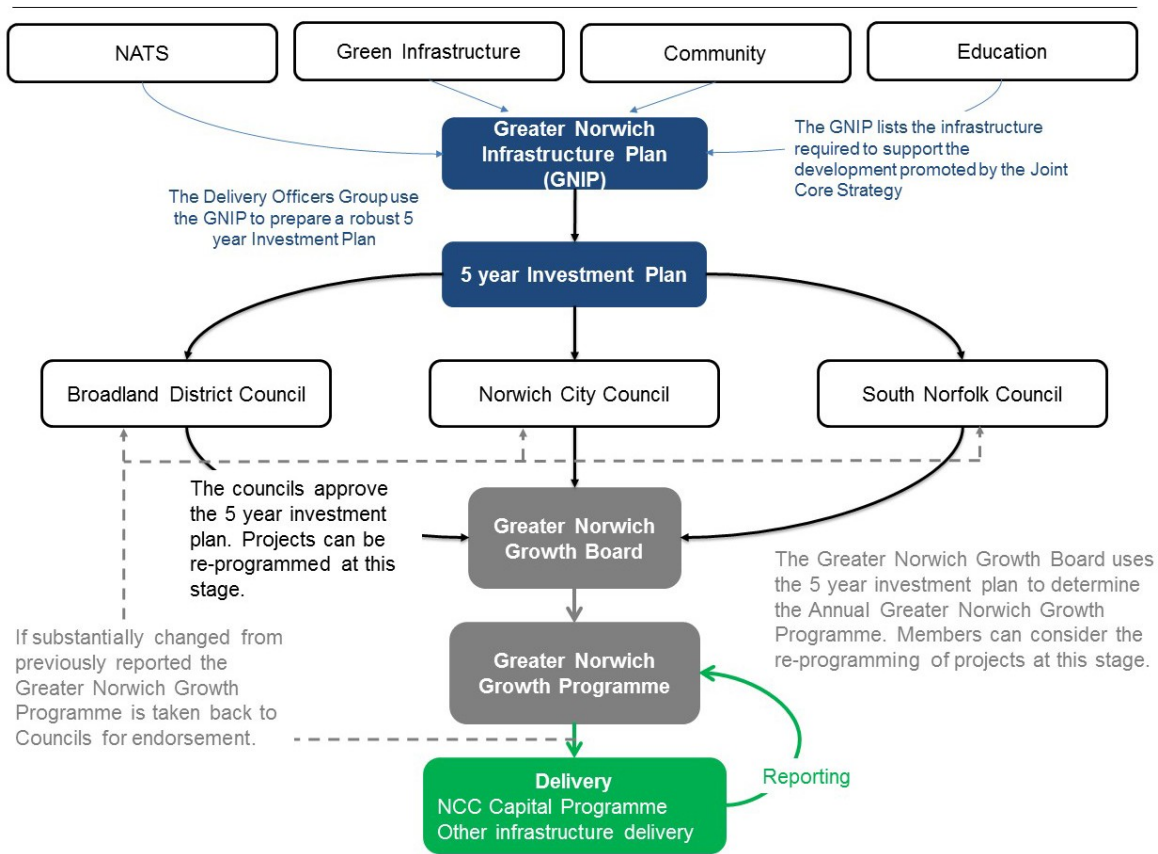 NATS
Green Infrastructure
Community
Education
Greater Norwich
Infrastructure Plan
(GNIP)
The GNIP lists the infrastructure
required to support the
development promoted by the Joint
Core Strategy
The Delivery Officers Group use
the GNIP to prepare a robust 5
year Investment Plan
5 year Investment Plan
Broadland District Council
Norwich City Council
South Norfolk Council
The councils approve
the 5 year investment
plan. Projects can be
re-programmed at this
stage.
Greater Norwich
Growth Board
The Greater Norwich Growth Board uses
the 5 year investment plan to determine
the Annual Greater Norwich Growth
Programme. Members can consider the
re-programming of projects at this stage.
If substantially changed from
previously reported the
Greater Norwich Growth
Programme is taken back to
Councils for endorsement.
Greater Norwich
Growth Programme
Delivery
NCC Capital Programme
Other infrastructure delivery
Reporting